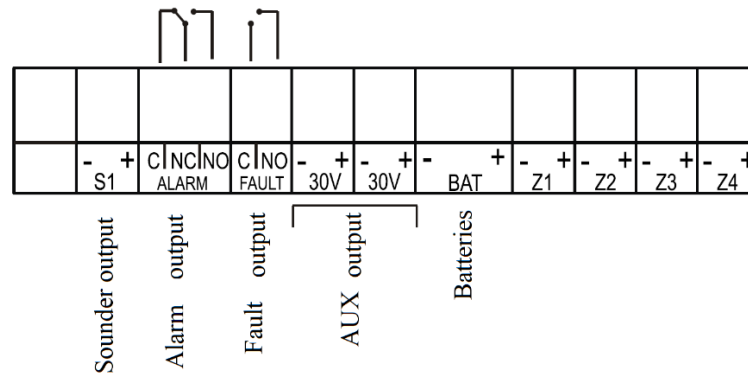 - + C NC NO C NO - + - + - + - + - + - + - +
S1 ALARM FAULT 30V 30V BAT Z1 Z2 Z3 Z4
Sounder output
Alarm output
Fault output
AUX output
Batteries